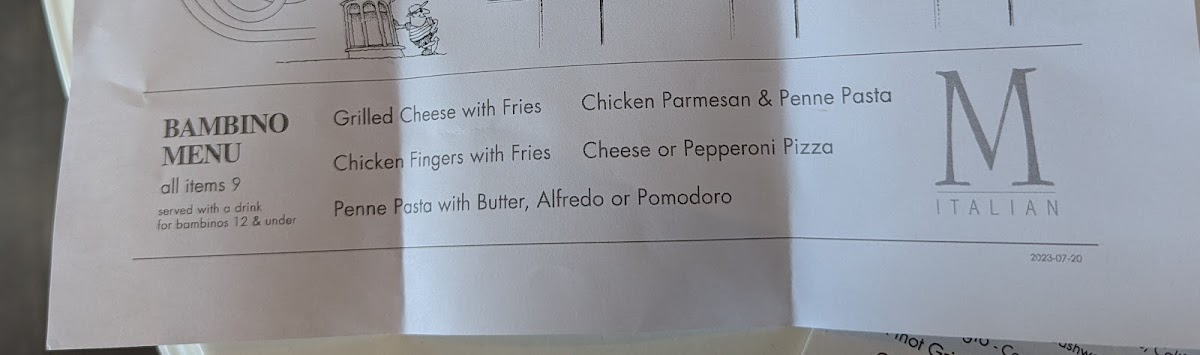 BAMBINO
MENU
all items 9
served with a drink
for bambinos 12 & under
Grilled Cheese with Fries
Chicken Parmesan & Penne Pasta
Chicken Fingers with Fries
Cheese or Pepperoni Pizza
Penne Pasta with Butter, Alfredo or Pomodoro
M
ITALIAN
2023-07-20